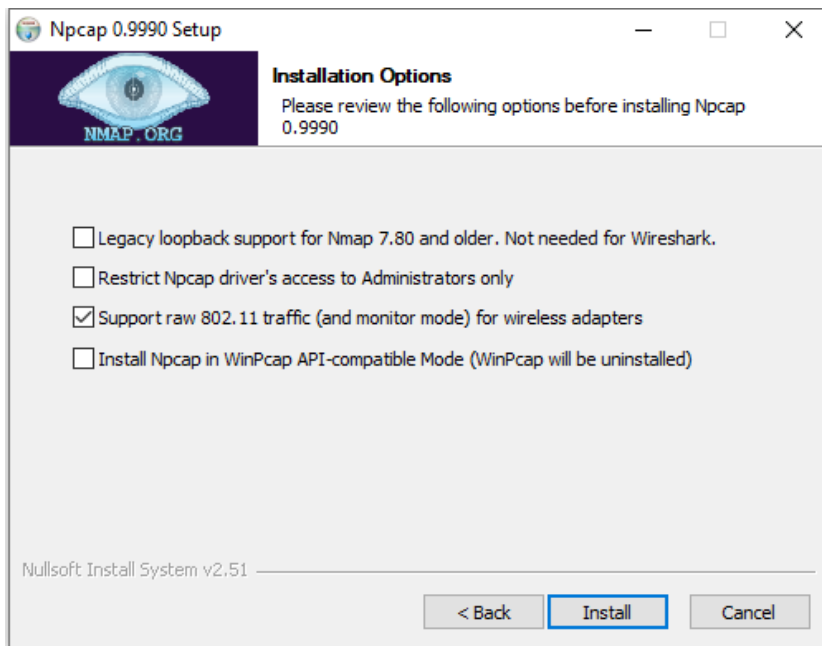 Npcap 0.9990 Setup
NMAP.ORG
Installation Options
Please review the following options before installing Npcap
0.9990
Legacy loopback support for Nmap 7.80 and older. Not needed for Wireshark.
Restrict Npcap driver's access to Administrators only
Support raw 802.11 traffic (and monitor mode) for wireless adapters
Install Npcap in WinPcap API-compatible Mode (WinPcap will be uninstalled)
Nullsoft Install System v2.51
< Back Install Cancel